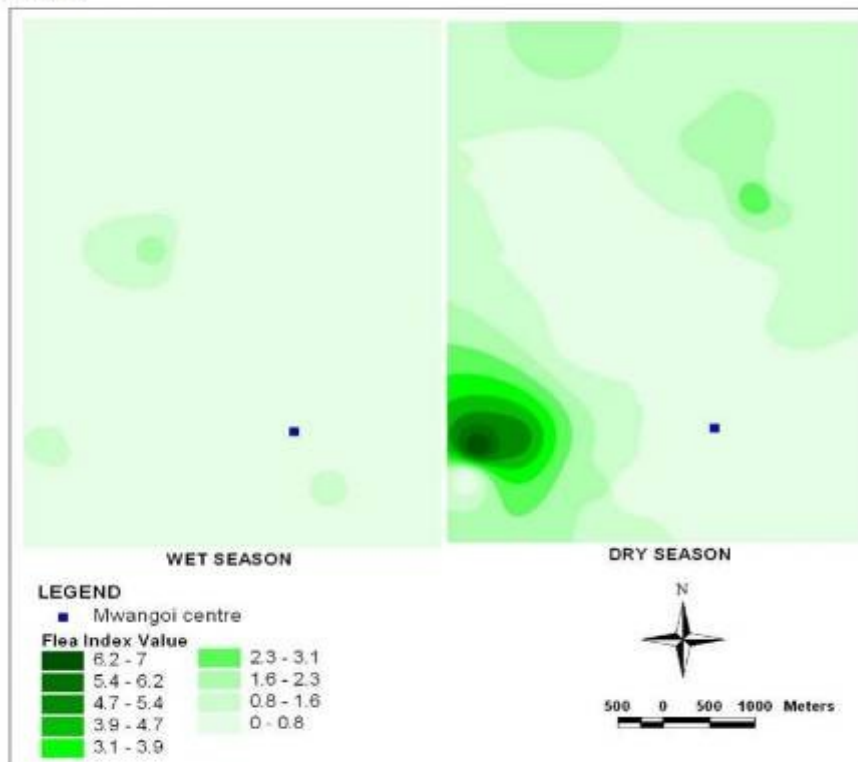 WET SEASON
DRY SEASON
LEGEND
Mwangoi centre
Flea Index Value
6.2 - 7
5.4 - 6.2
4.7 - 5.4
3.9 - 4.7
3.1 - 3.9
2.3 - 3.1
1.6 - 2.3
0.8 - 1.6
0 - 0.8
N
500 0 500 1000 Meters